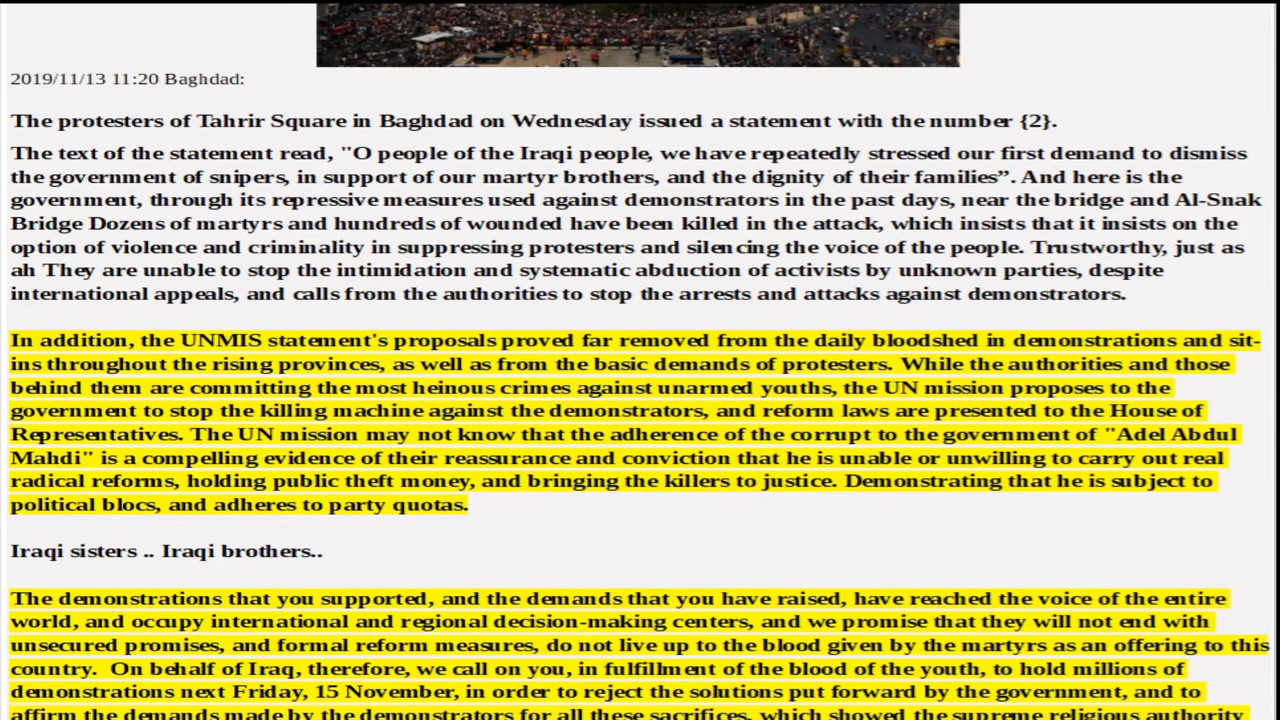 2019/11/13 11:20 Baghdad:
The protesters of Tahrir Square in Baghdad on Wednesday issued a statement with the number {2}.
The text of the statement read, "O people of the Iraqi people, we have repeatedly stressed our first demand to dismiss
the government of snipers, in support of our martyr brothers, and the dignity of their families”. And here is the
government, through its repressive measures used against demonstrators in the past days, near the bridge and Al-Snak
Bridge Dozens of martyrs and hundreds of wounded have been killed in the attack, which insists that it insists on the
option of violence and criminality in suppressing protesters and silencing the voice of the people. Trustworthy, just as
ah They are unable to stop the intimidation and systematic abduction of activists by unknown parties, despite
international appeals, and calls from the authorities to stop the arrests and attacks against demonstrators.
In addition, the UNMIS statement's proposals proved far removed from the daily bloodshed in demonstrations and sit-
ins throughout the rising provinces, as well as from the basic demands of protesters. While the authorities and those
behind them are committing the most heinous crimes against unarmed youths, the UN mission proposes to the
government to stop the killing machine against the demonstrators, and reform laws are presented to the House of
Representatives. The UN mission may not know that the adherence of the corrupt to the government of "Adel Abdul
Mahdi" is a compelling evidence of their reassurance and conviction that he is unable or unwilling to carry out real
radical reforms, holding public theft money, and bringing the killers to justice. Demonstrating that he is subject to
political blocs, and adheres to party quotas.
Iraqi sisters .. Iraqi brothers..
The demonstrations that you supported, and the demands that you have raised, have reached the voice of the entire
world, and occupy international and regional decision-making centers, and we promise that they will not end with
unsecured promises, and formal reform measures, do not live up to the blood given by the martyrs as an offering to this
country.  On behalf of Iraq, therefore, we call on you, in fulfillment of the blood of the youth, to hold millions of
demonstrations next Friday, 15 November, in order to reject the solutions put forward by the government, and to
affirm the demands made by the demonstrators for all these sacrifices, which showed the supreme religious authority